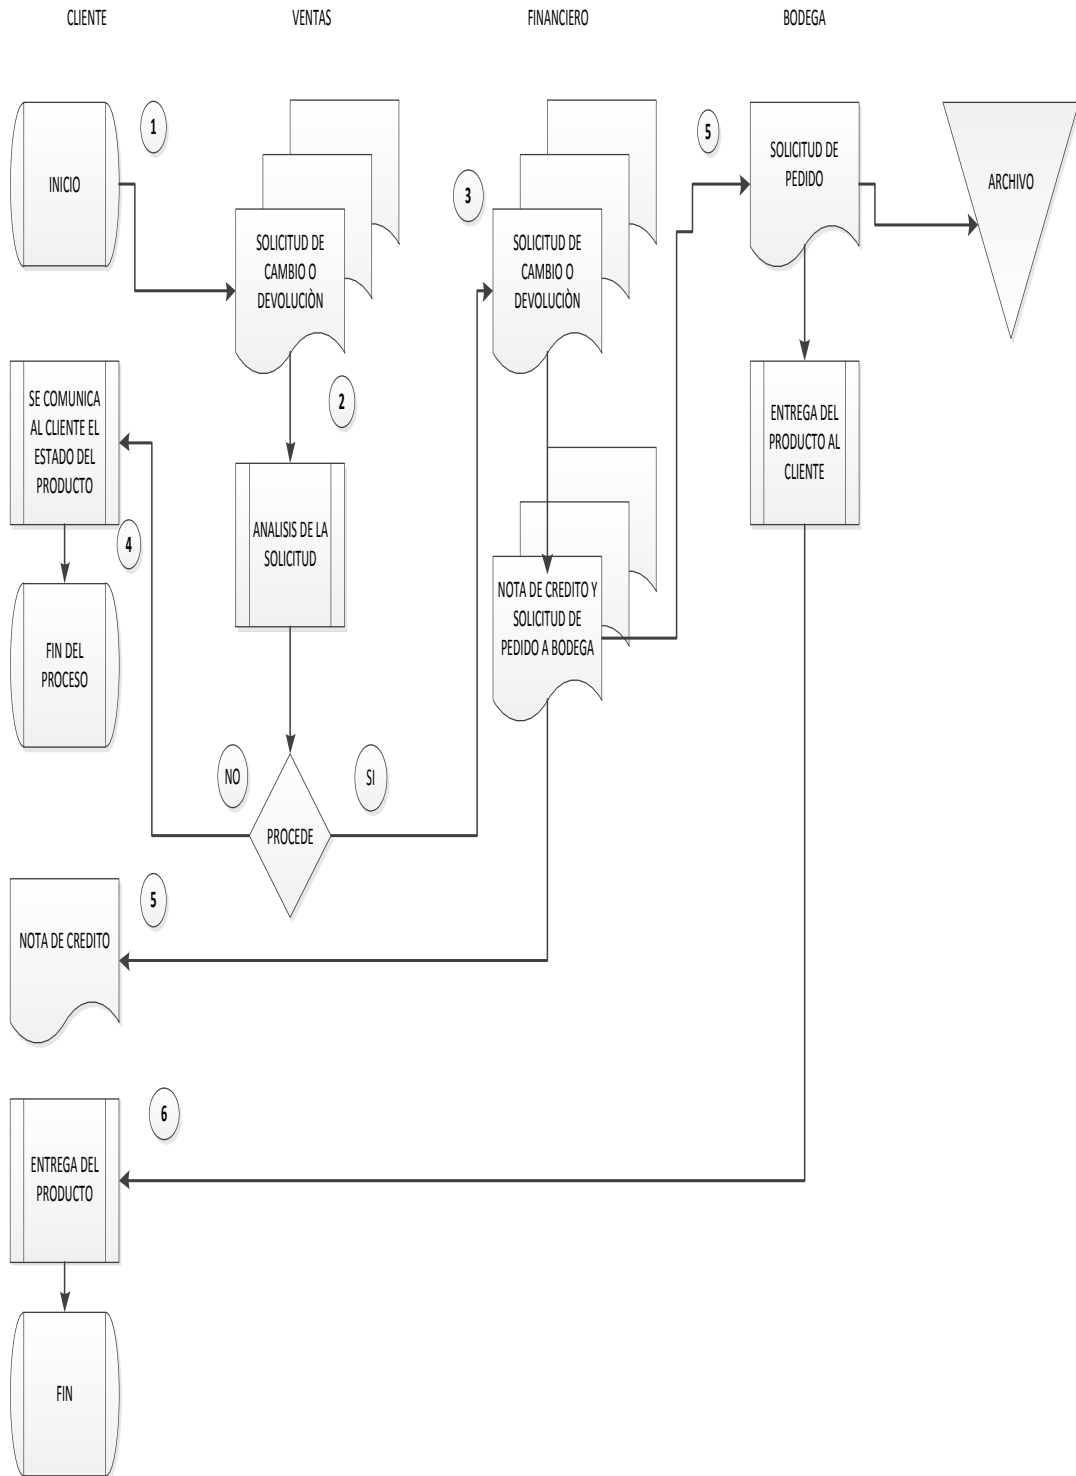 CLIENTE
VENTAS
FINANCIERO
BODEGA
INICIO
1
SOLICITUD DE
CAMBIO O
DEVOLUCIÒN
3
SOLICITUD DE
CAMBIO O
DEVOLUCIÒN
5
SOLICITUD DE
PEDIDO
ARCHIVO
SE COMUNICA
AL CLIENTE EL
ESTADO DEL
PRODUCTO
2
ENTREGA DEL
PRODUCTO AL
CLIENTE
4
ANALISIS DE LA
SOLICITUD
NOTA DE CREDITO Y
SOLICITUD DE
PEDIDO A BODEGA
FIN DEL
PROCESO
NO
SI
PROCEDE
5
NOTA DE CREDITO
6
ENTREGA DEL
PRODUCTO
FIN